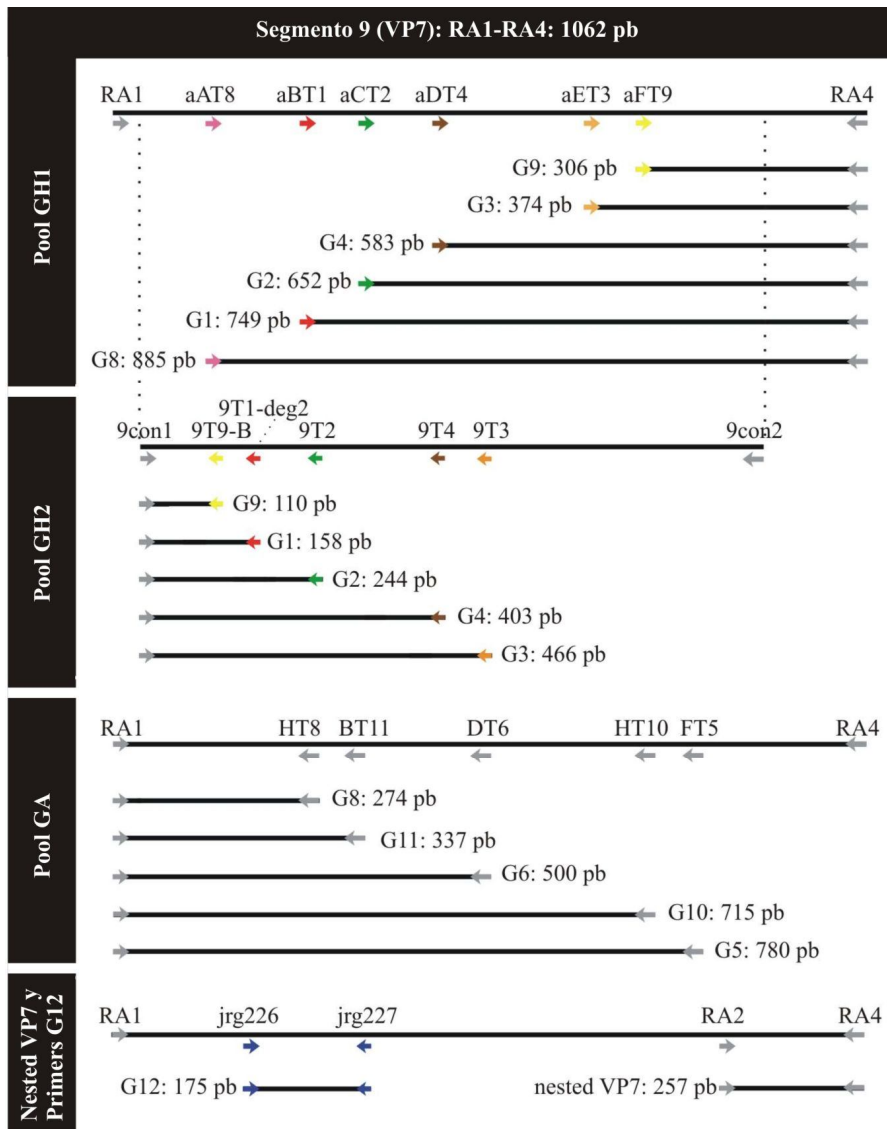 Segmento 9 (VP7): RA1-RA4: 1062 pb
Pool GH1
RA1 aAT8 aBT1 aCT2 aDT4 aET3 aFT9 RA4
G9: 306 pb
G3: 374 pb
G4: 583 pb
G2: 652 pb
G1: 749 pb
G8: 885 pb
Pool GH2
9T1-deg2
9con1 9T9-B 9T2 9T4 9T3 9con2
G9: 110 pb
G1: 158 pb
G2: 244 pb
G4: 403 pb
G3: 466 pb
Pool GA
RA1 HT8 BT11 DT6 HT10 FT5 RA4
G8: 274 pb
G11: 337 pb
G6: 500 pb
G10: 715 pb
G5: 780 pb
Nested VP7 y
Primers G12
RA1 jrg226 jrg227 RA2 RA4
G12: 175 pb nested VP7: 257 pb